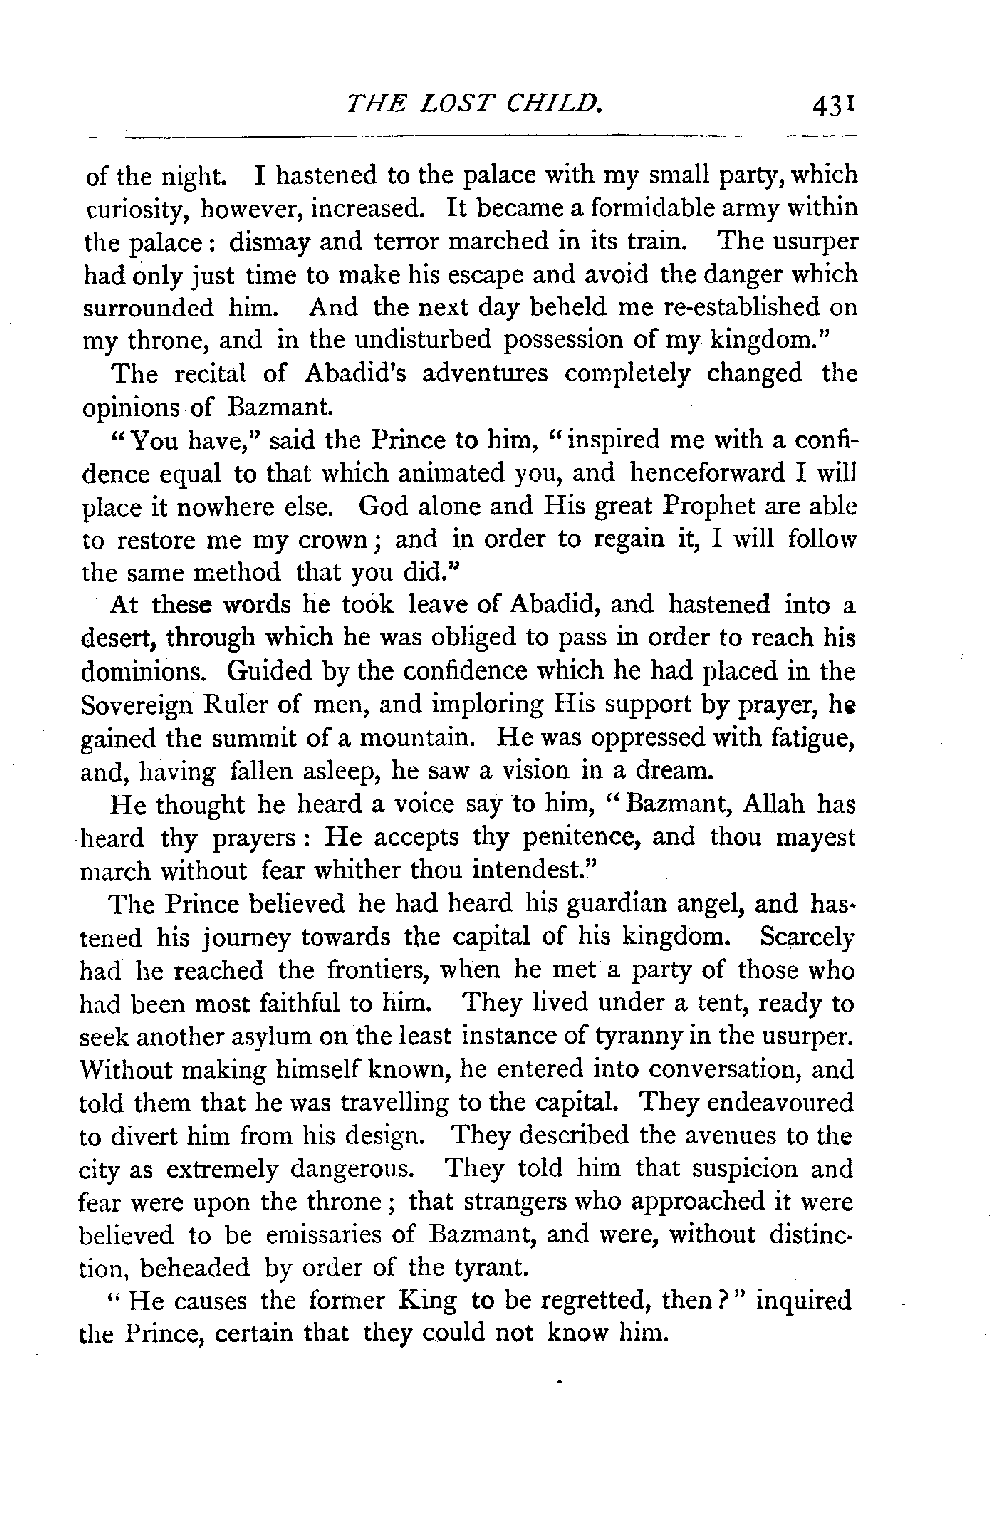 THE LOST CHILD. 431
of the night. I hastened to the palace with my small party, which
curiosity, however, increased. It became a formidable army within
the palace: dismay and terror marched in its train. The usurper
had only just time to make his escape and avoid the danger which
surrounded him. And the next day beheld me re-established on
my throne, and in the undisturbed possession of my kingdom."
The recital of Abadid's adventures completely changed the
opinions of Bazmant.
"You have," said the Prince to him, "inspired me with a confi-
dence equal to that which animated you, and henceforward I will
place it nowhere else. God alone and His great Prophet are able
to restore me my crown; and in order to regain it, I will follow
the same method that you did."
At these words he took leave of Abadid, and hastened into a
desert, through which he was obliged to pass in order to reach his
dominions. Guided by the confidence which he had placed in the
Sovereign Ruler of men, and imploring His support by prayer, he
gained the summit of a mountain. He was oppressed with fatigue,
and, having fallen asleep, he saw a vision in a dream.
He thought he heard a voice say to him, "Bazmant, Allah has
heard thy prayers: He accepts thy penitence, and thou mayest
march without fear whither thou intendest."
The Prince believed he had heard his guardian angel, and has-
tened his journey towards the capital of his kingdom. Scarcely
had he reached the frontiers, when he met a party of those who
had been most faithful to him. They lived under a tent, ready to
seek another asylum on the least instance of tyranny in the usurper.
Without making himself known, he entered into conversation, and
told them that he was travelling to the capital. They endeavoured
to divert him from his design. They described the avenues to the
city as extremely dangerous. They told him that suspicion and
fear were upon the throne; that strangers who approached it were
believed to be emissaries of Bazmant, and were, without distinc-
tion, beheaded by order of the tyrant.
"He causes the former King to be regretted, then?" inquired
the Prince, certain that they could not know him.